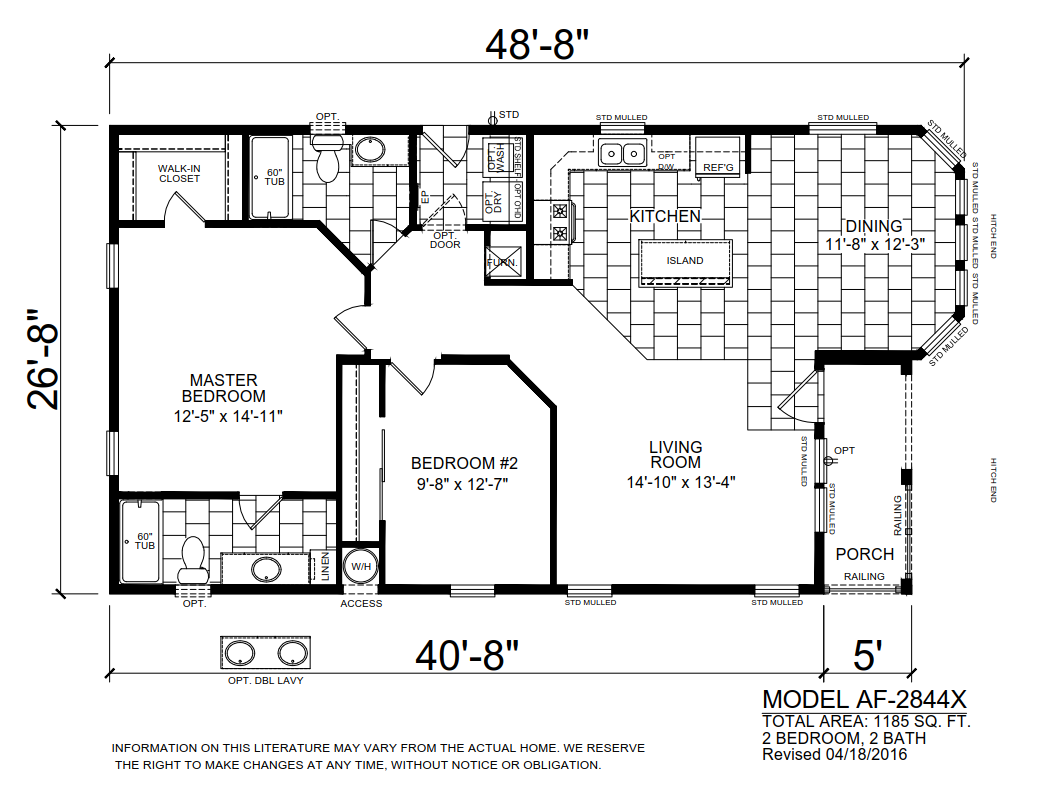 48'-8"
OPT.
STD
STD MULLED
STD MULLED
STD MULLED
WALK-IN
CLOSET
60"
TUB
OPT.
WASH
STD SHELF
OPT
D/W
REF'G
STD MULLED
EP
OPT.
DRY
OPT OHD
KITCHEN
DINING
11'-8" x 12'-3"
STD MULLED
HITCH END
OPT.
DOOR
FURN.
ISLAND
STD MULLED
26'-8"
STD MULLED
MASTER
BEDROOM
12'-5" x 14'-11"
BEDROOM #2
9'-8" x 12'-7"
LIVING
ROOM
14'-10" x 13'-4"
STD MULLED
OPT
STD MULLED
HITCH END
RAILING
60"
TUB
LINEN
W/H
PORCH
RAILING
OPT.
ACCESS
STD MULLED
STD MULLED
40'-8"
5'
OPT. DBL LAVY
MODEL AF-2844X
TOTAL AREA: 1185 SQ. FT.
2 BEDROOM, 2 BATH
Revised 04/18/2016
INFORMATION ON THIS LITERATURE MAY VARY FROM THE ACTUAL HOME. WE RESERVE
THE RIGHT TO MAKE CHANGES AT ANY TIME, WITHOUT NOTICE OR OBLIGATION.